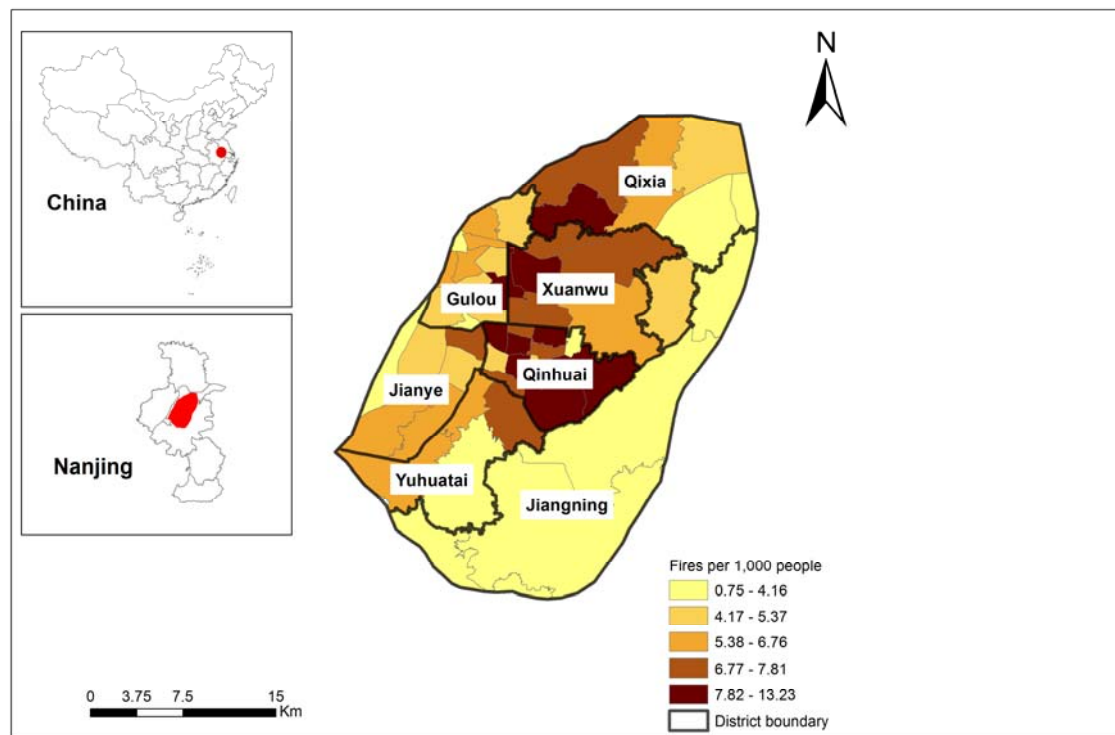 China
Nanjing
N
Qixia
Xuanwu
Gulou
Qinhuai
Jianye
Yuhuatai
Jiangning
Fires per 1,000 people
0.75 - 4.16
4.17 - 5.37
5.38 - 6.76
6.77 - 7.81
7.82 - 13.23
District boundary
0 3.75 7.5 15
Km